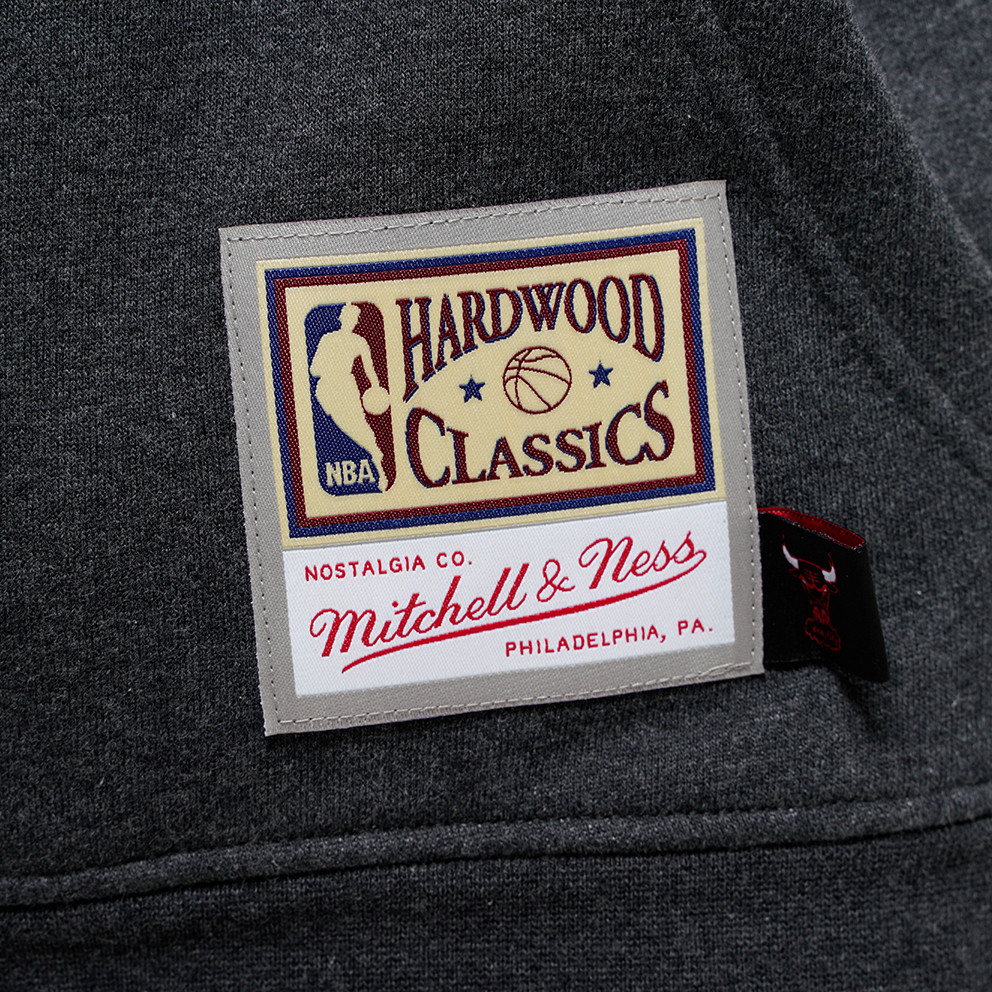 HARDWOOD
CLASSICS
NBA
NOSTALGIA CO.
Mitchell & Ness
PHILADELPHIA, PA.